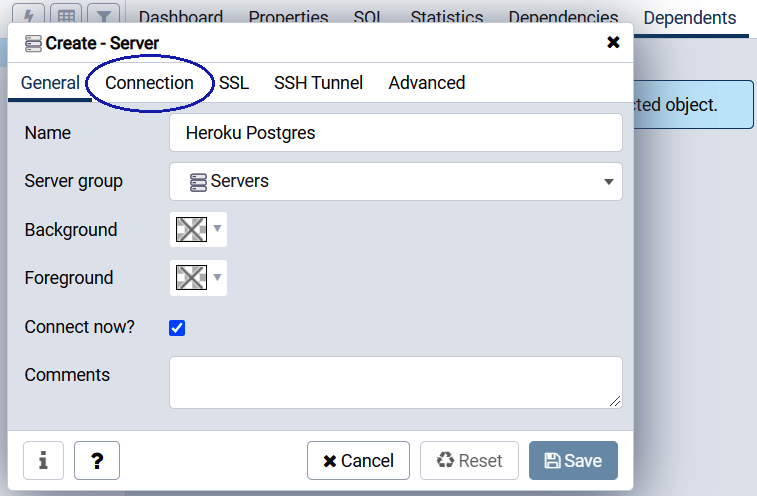 Dashboard Properties SQL Statistics Dependencies Dependents
Create - Server
General Connection SSL SSH Tunnel Advanced
cted object.
Name Heroku Postgres
Server group Servers
Background
Foreground
Connect now?
Comments
i ? Cancel Reset Save